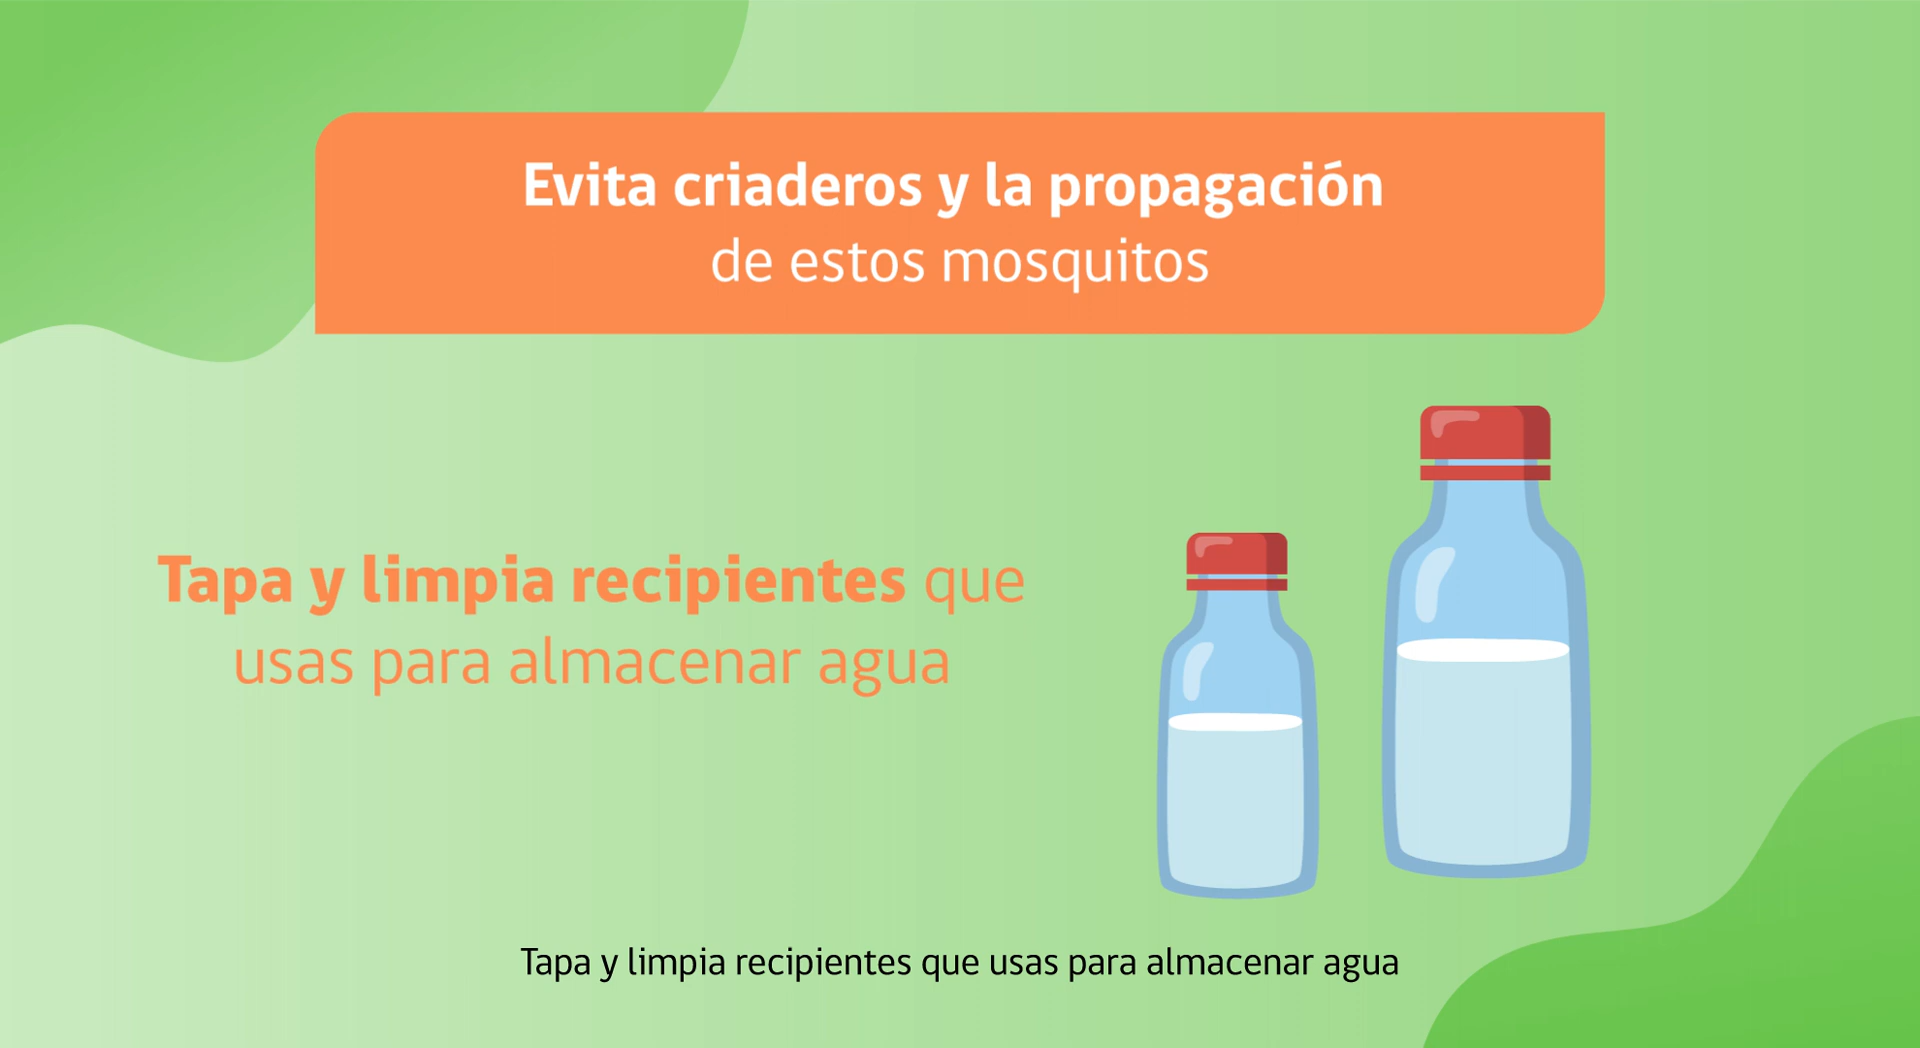 Evita criaderos y la propagación
de estos mosquitos
Tapa y limpia recipientes que
usas para almacenar agua
Tapa y limpia recipientes que usas para almacenar agua